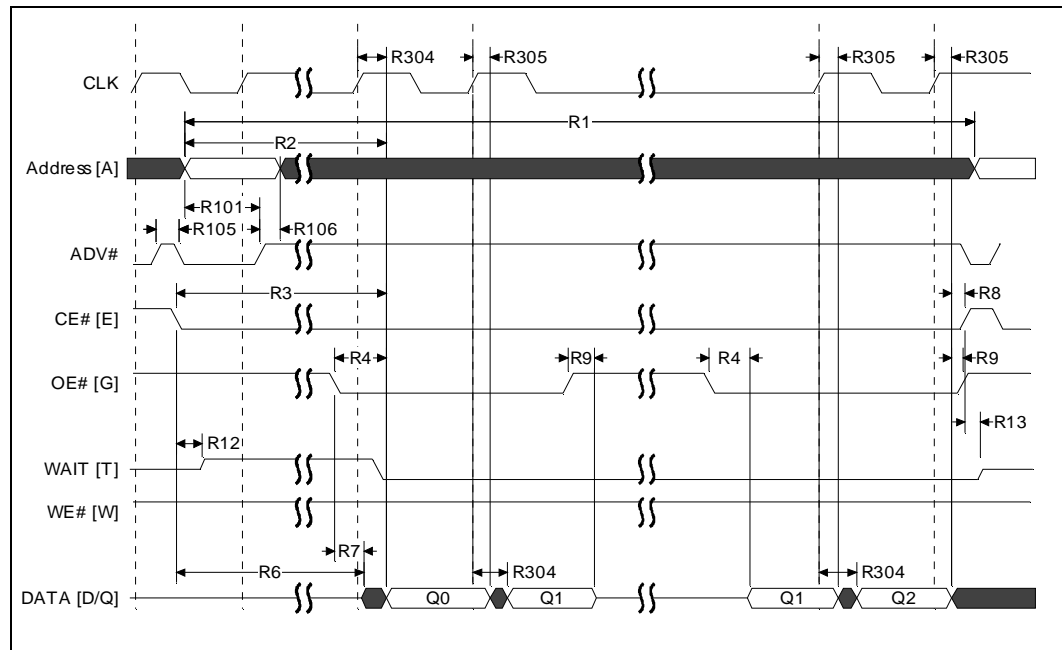 R304 R305 R305 R305
CLK
R1
R2
Address [A]
R101
R105 R106
ADV#
R3 R8
CE# [E]
R4 R9 R4 R9
OE# [G]
R12 R13
WAIT [T]
WE# [W]
R7
R6 R304 R304
DATA [D/Q] Q0 Q1 Q1 Q2